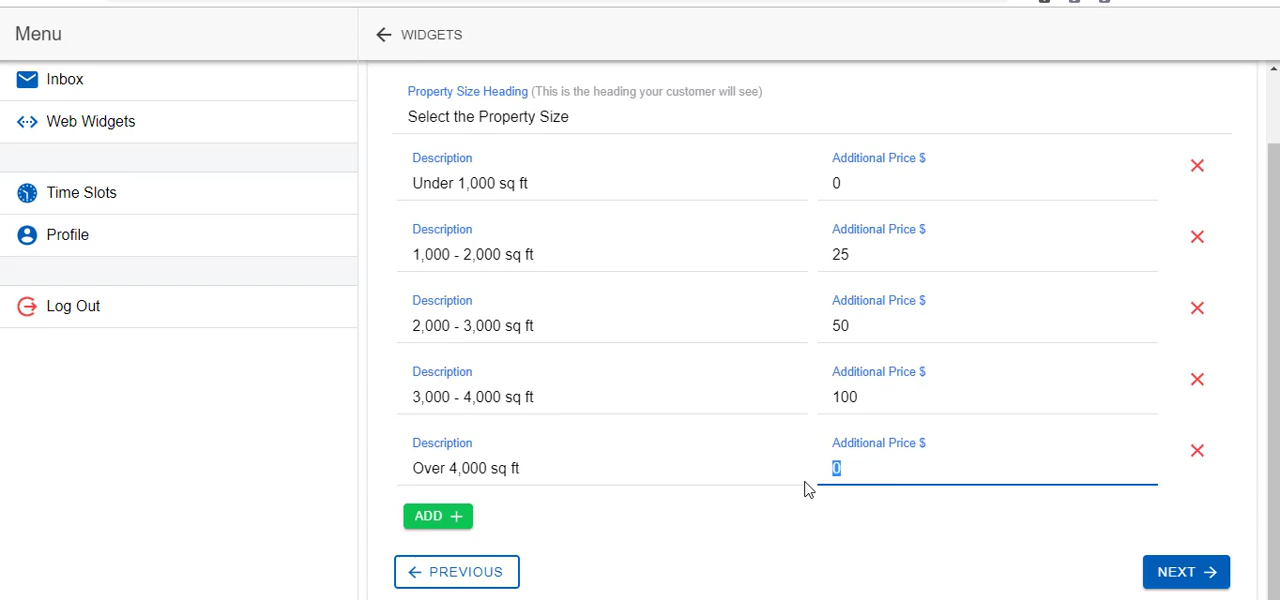 Menu
WIDGETS
Inbox
Web Widgets
Time Slots
Profile
Log Out
Property Size Heading (This is the heading your customer will see)
Select the Property Size
Description
Additional Price $
Under 1,000 sq ft
0
Description
Additional Price $
1,000 - 2,000 sq ft
25
Description
Additional Price $
2,000 - 3,000 sq ft
50
Description
Additional Price $
3,000 - 4,000 sq ft
100
Description
Additional Price $
Over 4,000 sq ft
0
ADD +
PREVIOUS
NEXT